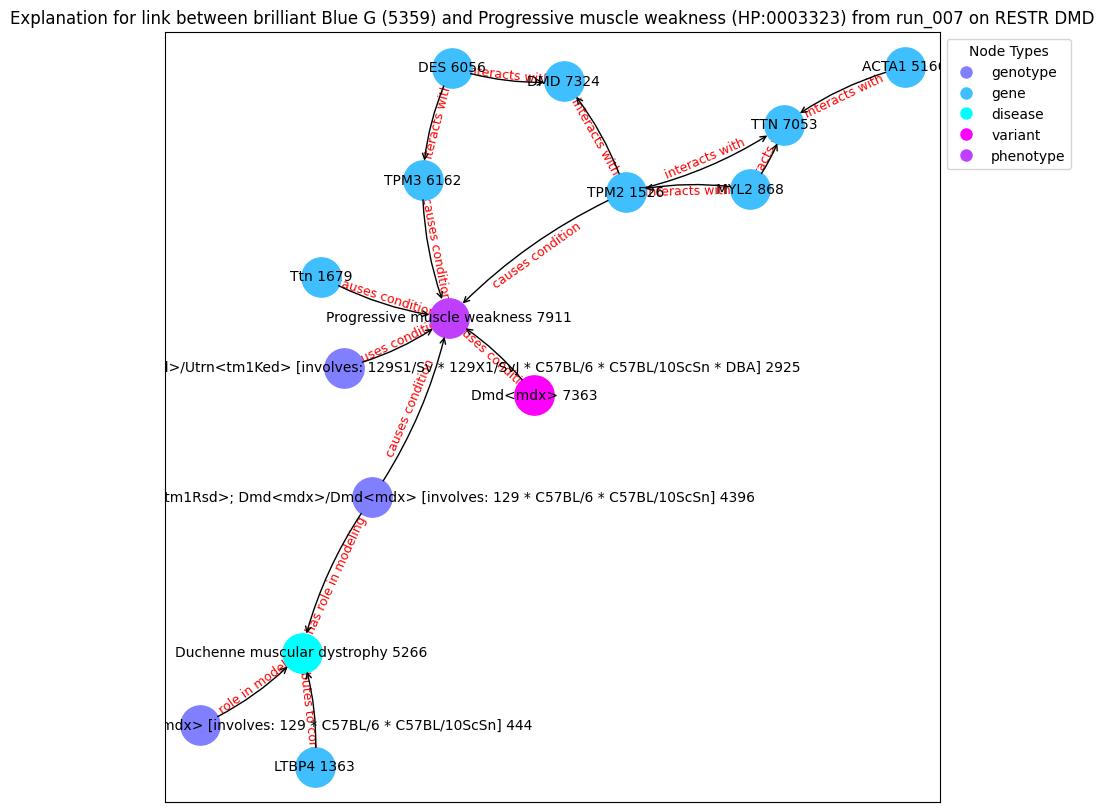 Explanation for link between brilliant Blue G (5359) and Progressive muscle weakness (HP:0003323) from run_007 on RESTR DMD
Node Types
genotype
gene
disease
variant
phenotype
DES 6056
interacts with
DMD 7324
ACTA1 5166
interacts with
TTN 7053
interacts with
interacts with
interacts with
TPM3 6162
TPM2 1526
interacts with
MYL2 868
causes condition
causes condition
Ttn 1679
causes condition
Progressive muscle weakness 7911
causes condition
causes condition
l>/Utrn<tm1Ked> [involves: 129S1/Sv * 129X1/SvJ * C57BL/6 * C57BL/10ScSn * DBA] 2925
Dmd<mdx> 7363
causes condition
tm1Rsd>; Dmd<mdx>/Dmd<mdx> [involves: 129 * C57BL/6 * C57BL/10ScSn] 4396
has role in modeling
Duchenne muscular dystrophy 5266
role in model
mdx> [involves: 129 * C57BL/6 * C57BL/10ScSn] 444
LTBP4 1363